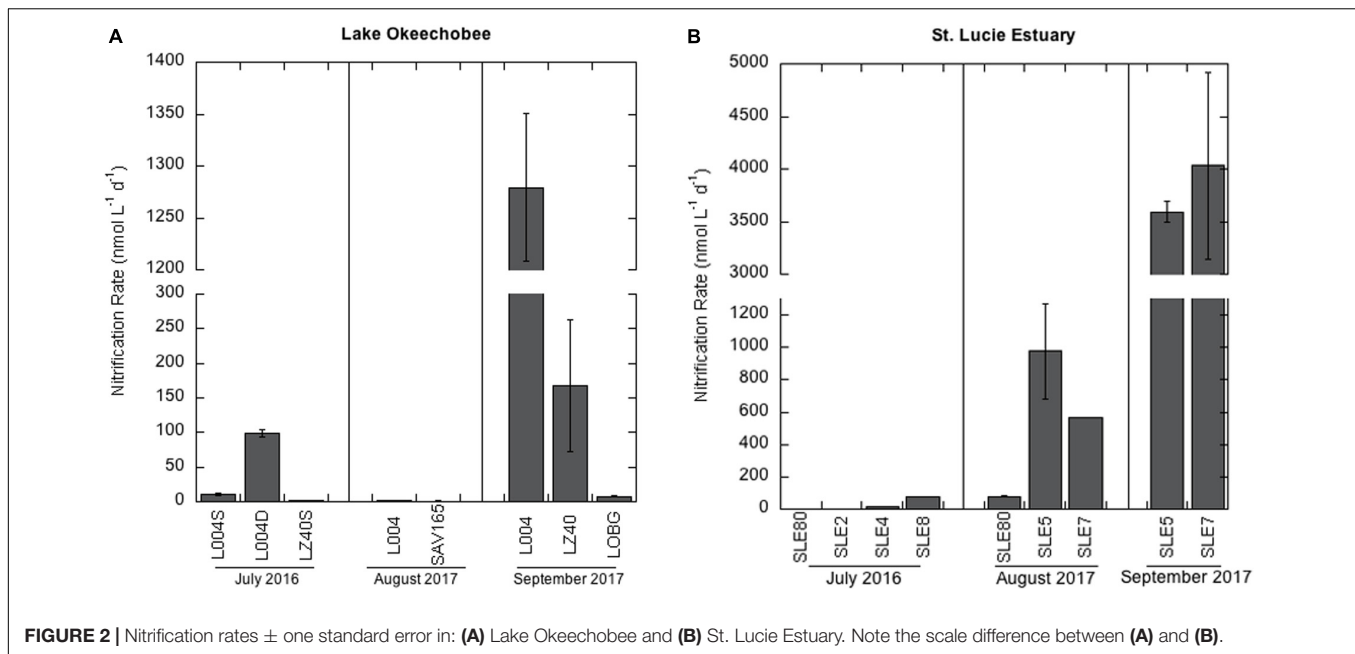 A
Lake Okeechobee
Nitrification Rate (nmol L⁻¹ d⁻¹)
1400
1350
1300
1250
1200
300
250
200
150
100
50
0
L004S
L004D
LZ40S
L004
SAV165
L004
LZ40
LOBG
July 2016
August 2017
September 2017
B
St. Lucie Estuary
Nitrification Rate (nmol L⁻¹ d⁻¹)
5000
4500
4000
3500
3000
1000
800
600
400
200
0
SLE80
SLE2
SLE4
SLE8
SLE80
SLE5
SLE7
SLE5
SLE7
July 2016
August 2017
September 2017
FIGURE 2 | Nitrification rates ± one standard error in: (A) Lake Okeechobee and (B) St. Lucie Estuary. Note the scale difference between (A) and (B).